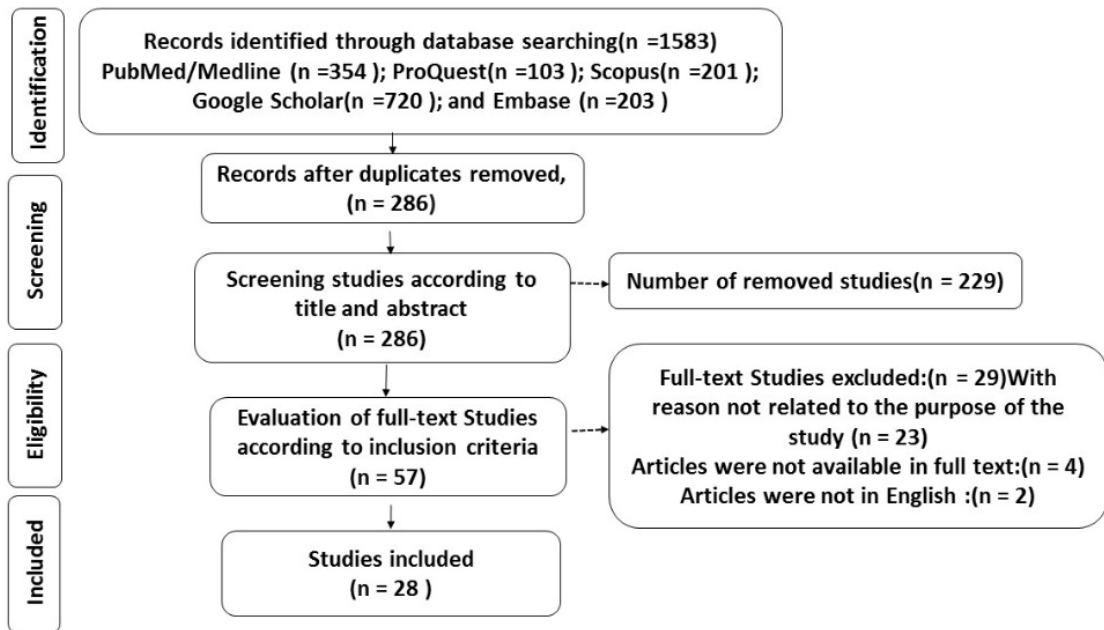 Identification
Records identified through database searching(n =1583)
PubMed/Medline (n =354 ); ProQuest(n =103 ); Scopus(n =201 );
Google Scholar(n =720 ); and Embase (n =203 )
Screening
Records after duplicates removed,
(n = 286)
Screening studies according to
title and abstract
(n = 286)
Number of removed studies(n = 229)
Eligibility
Evaluation of full-text Studies
according to inclusion criteria
(n = 57)
Full-text Studies excluded:(n = 29)With
reason not related to the purpose of the
study (n = 23)
Articles were not available in full text:(n = 4)
Articles were not in English :(n = 2)
Included
Studies included
(n = 28 )